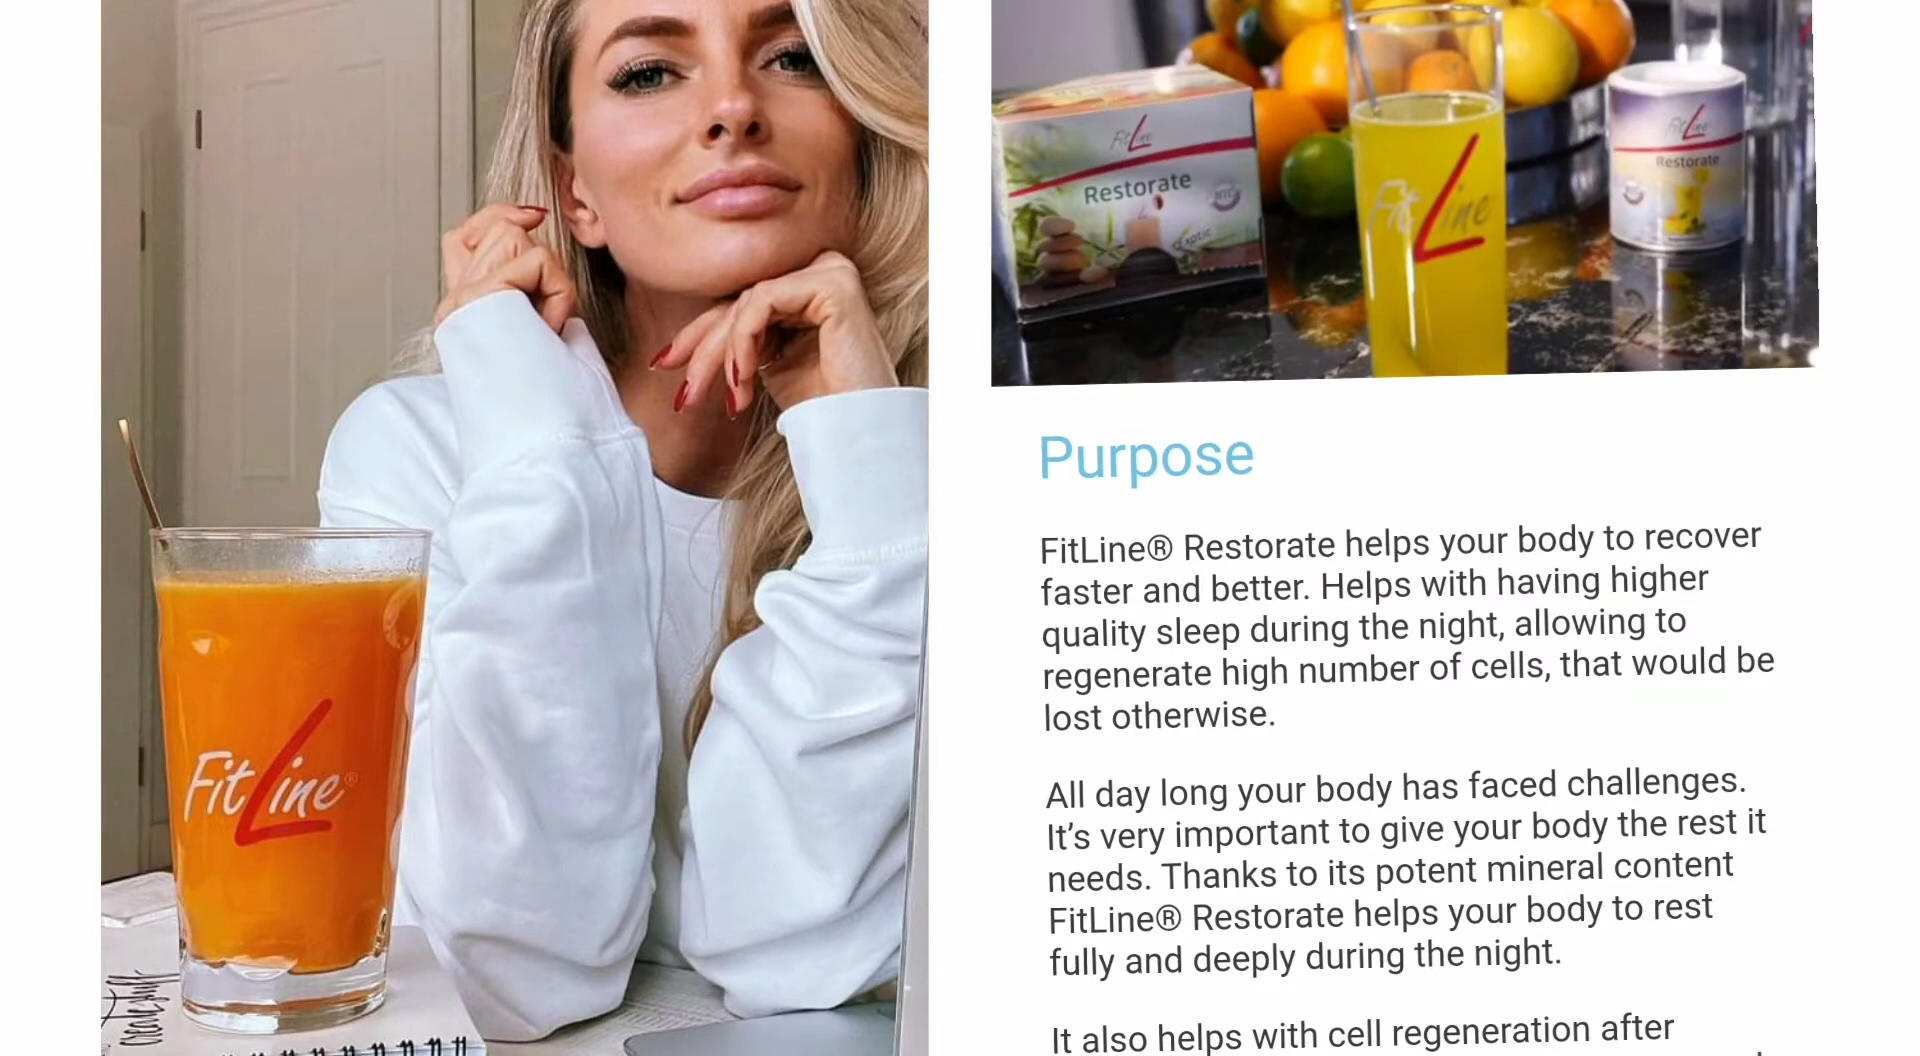 FitLine
Restorate
Exotic
FitLine
FitLine
Restorate
FitLine®
Purpose
FitLine® Restorate helps your body to recover
faster and better. Helps with having higher
quality sleep during the night, allowing to
regenerate high number of cells, that would be
lost otherwise.
All day long your body has faced challenges.
It’s very important to give your body the rest it
needs. Thanks to its potent mineral content
FitLine® Restorate helps your body to rest
fully and deeply during the night.
It also helps with cell regeneration after